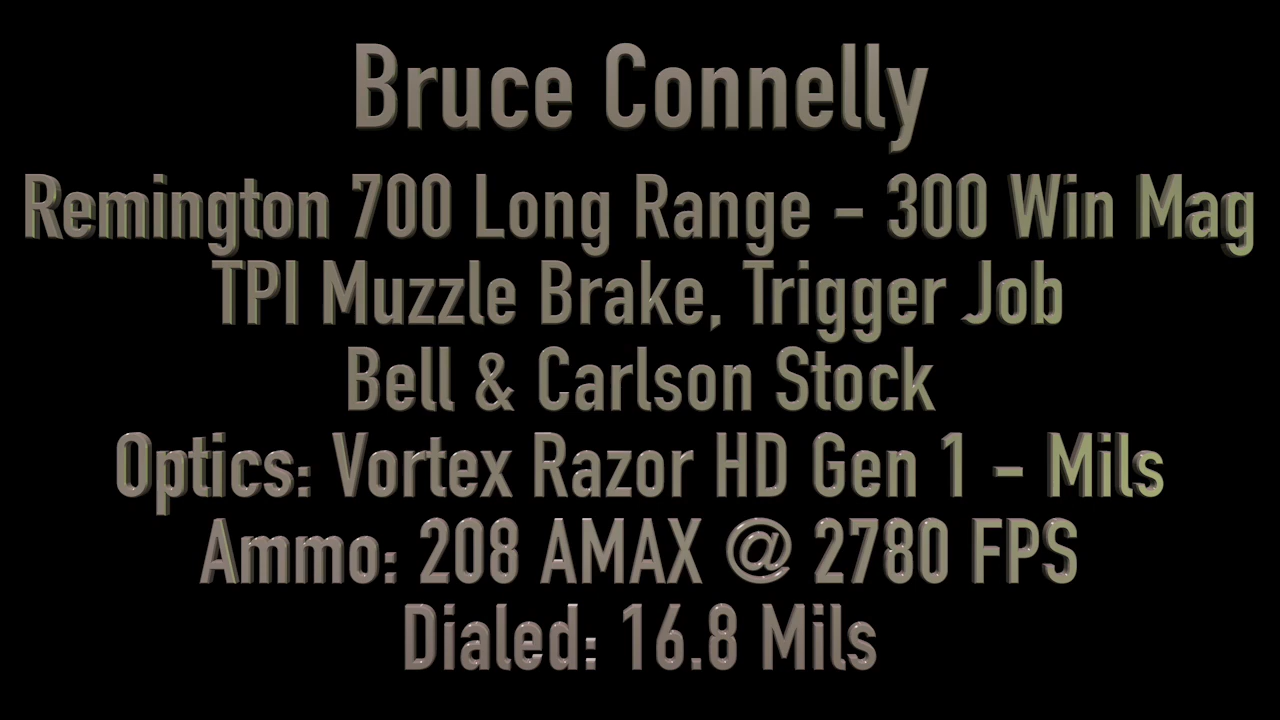 Bruce Connelly
Remington 700 Long Range - 300 Win Mag
TPI Muzzle Brake, Trigger Job
Bell & Carlson Stock
Optics: Vortex Razor HD Gen 1 - Mils
Ammo: 208 AMAX @ 2780 FPS
Dialed: 16.8 Mils